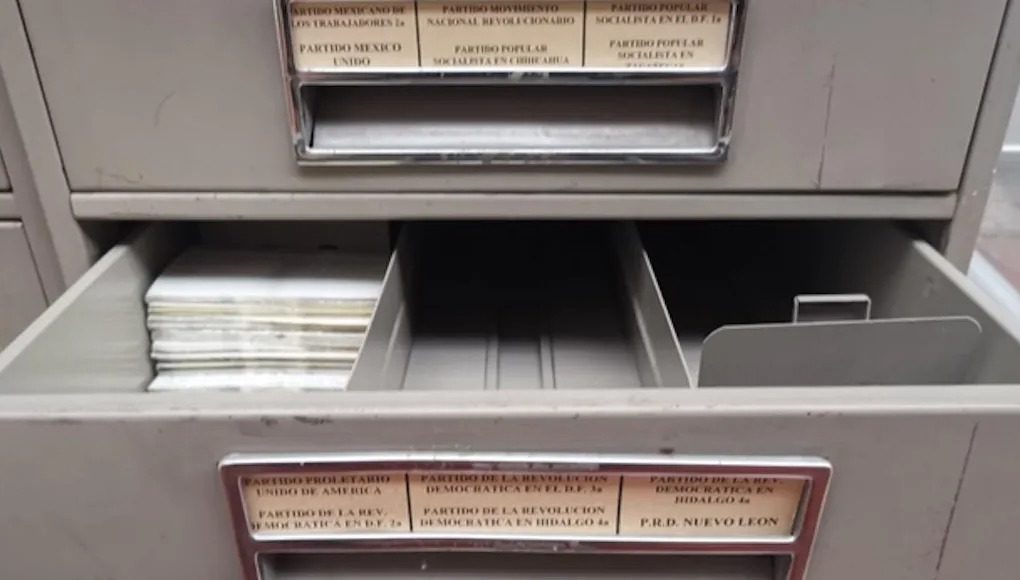 PARTIDO MEXICANO DE
LOS TRABAJADORES 2a
PARTIDO MEXICO
UNIDO
PARTIDO MOVIMIENTO
NACIONAL REVOLUCIONARIO
PARTIDO POPULAR
SOCIALISTA EN CHIHUAHUA
PARTIDO POPULAR
SOCIALISTA EN EL D.F. 1a
PARTIDO POPULAR
SOCIALISTA EN
ZACATECAS
PARTIDO PROLETARIO
UNIDO DE AMERICA
PARTIDO DE LA REV.
DEMOCRATICA EN D.F. 2a
PARTIDO DE LA REVOLUCION
DEMOCRATICA EN EL D.F. 3a
PARTIDO DE LA REVOLUCION
DEMOCRATICA EN HIDALGO 4a
PARTIDO DE LA REV.
DEMOCRATICA EN
HIDALGO 4a
P.R.D. NUEVO LEON